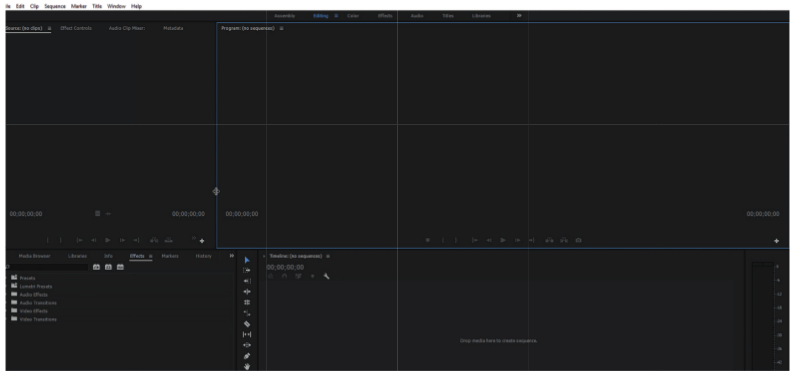 File Edit Clip Sequence Marker Title Window Help
Assembly Editing Color Effects Audio Titles Libraries
Source: (no clips) Effect Controls Audio Clip Mixer: Metadata
Program: (no sequences)
00;00;00;00 00;00;00;00 00;00;00;00 00;00;00;00
Media Browser Libraries Info Effects Markers History
Timeline: (no sequences)
00;00;00;00
Presets
Lumetri Presets
Audio Effects
Audio Transitions
Video Effects
Video Transitions
Drop media here to create sequence.